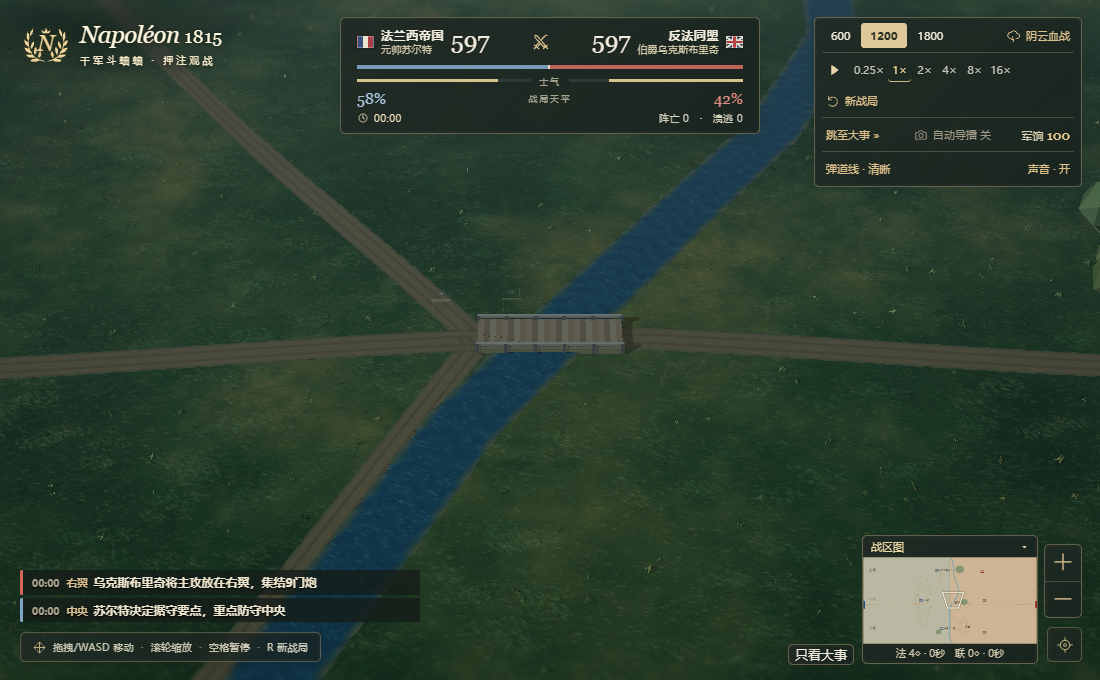 N
Napoléon 1815
千军斗蛐蛐 · 押注观战
法兰西帝国
元帅苏尔特
597
597
反法同盟
伯爵乌克斯布里奇
士气
58%
战局天平
42%
00:00
阵亡 0 · 溃逃 0
600 1200 1800 阴云血战
0.25× 1× 2× 4× 8× 16×
新战局
跳至大事 » 自动导播 关 军饷 100
弹道线 · 清晰 声音 · 开
00:00 右翼 乌克斯布里奇将主攻放在右翼，集结9门炮
00:00 中央 苏尔特决定据守要点，重点防守中央
拖拽/WASD 移动 · 滚轮缩放 · 空格暂停 · R 新战局
只看大事
战区图
法 4◇ · 0秒 联 0◇ · 0秒